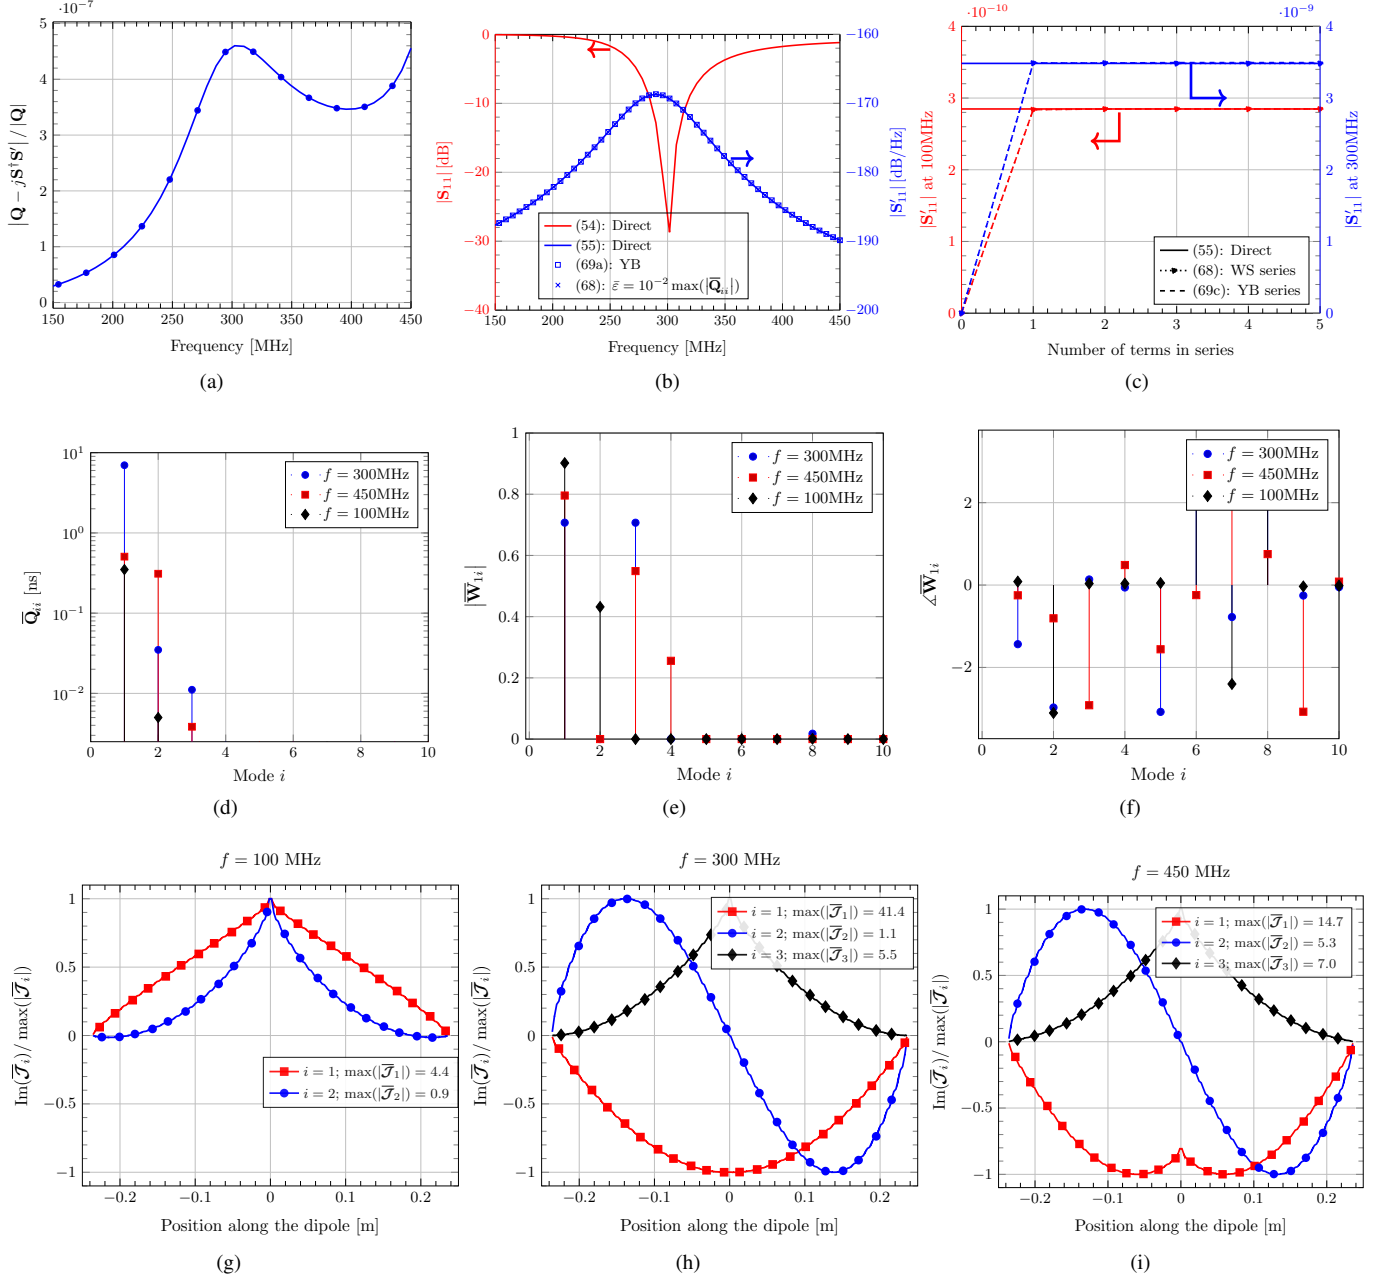 ·10⁻⁷
5
4
3
2
1
0
150 200 250 300 350 400 450
|Q − jS†S′| / |Q|
Frequency [MHz]
(a)
0
−10
−20
−30
−40
|S₁₁| [dB]
−160
−170
−180
−190
−200
|S′₁₁| [dB/Hz]
(54): Direct
(55): Direct
(69a): YB
(68): ε̄ = 10⁻² max(|Q̄ᵢᵢ|)
150 200 250 300 350 400 450
Frequency [MHz]
(b)
·10⁻¹⁰
·10⁻⁹
4
3
2
1
0
|S′₁₁| at 100MHz
4
3
2
1
0
|S′₁₁| at 300MHz
(55): Direct
(68): WS series
(69c): YB series
0 1 2 3 4 5
Number of terms in series
(c)
10¹
10⁰
10⁻¹
10⁻²
Q̄ᵢᵢ [ns]
f = 300MHz
f = 450MHz
f = 100MHz
0 2 4 6 8 10
Mode i
(d)
1
0.8
0.6
0.4
0.2
0
|W̄₁ᵢ|
f = 300MHz
f = 450MHz
f = 100MHz
0 2 4 6 8 10
Mode i
(e)
2
0
−2
∡W̄₁ᵢ
f = 300MHz
f = 450MHz
f = 100MHz
0 2 4 6 8 10
Mode i
(f)
f = 100 MHz
1
0.5
0
−0.5
−1
Im(𝓙̄ᵢ)/ max(|𝓙̄ᵢ|)
i = 1; max(|𝓙̄₁|) = 4.4
i = 2; max(|𝓙̄₂|) = 0.9
−0.2 −0.1 0 0.1 0.2
Position along the dipole [m]
(g)
f = 300 MHz
1
0.5
0
−0.5
−1
Im(𝓙̄ᵢ)/ max(|𝓙̄ᵢ|)
i = 1; max(|𝓙̄₁|) = 41.4
i = 2; max(|𝓙̄₂|) = 1.1
i = 3; max(|𝓙̄₃|) = 5.5
−0.2 −0.1 0 0.1 0.2
Position along the dipole [m]
(h)
f = 450 MHz
1
0.5
0
−0.5
−1
Im(𝓙̄ᵢ)/ max(|𝓙̄ᵢ|)
i = 1; max(|𝓙̄₁|) = 14.7
i = 2; max(|𝓙̄₂|) = 5.3
i = 3; max(|𝓙̄₃|) = 7.0
−0.2 −0.1 0 0.1 0.2
Position along the dipole [m]
(i)